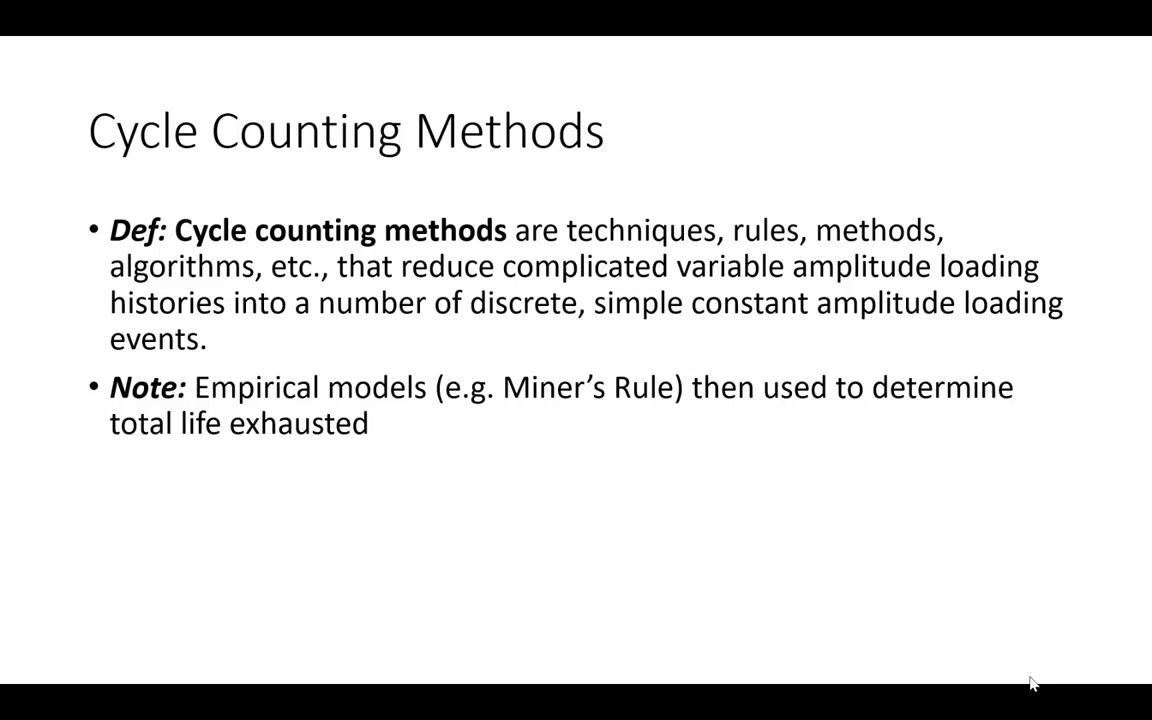 Cycle Counting Methods
• Def: Cycle counting methods are techniques, rules, methods,
algorithms, etc., that reduce complicated variable amplitude loading
histories into a number of discrete, simple constant amplitude loading
events.
• Note: Empirical models (e.g. Miner’s Rule) then used to determine
total life exhausted